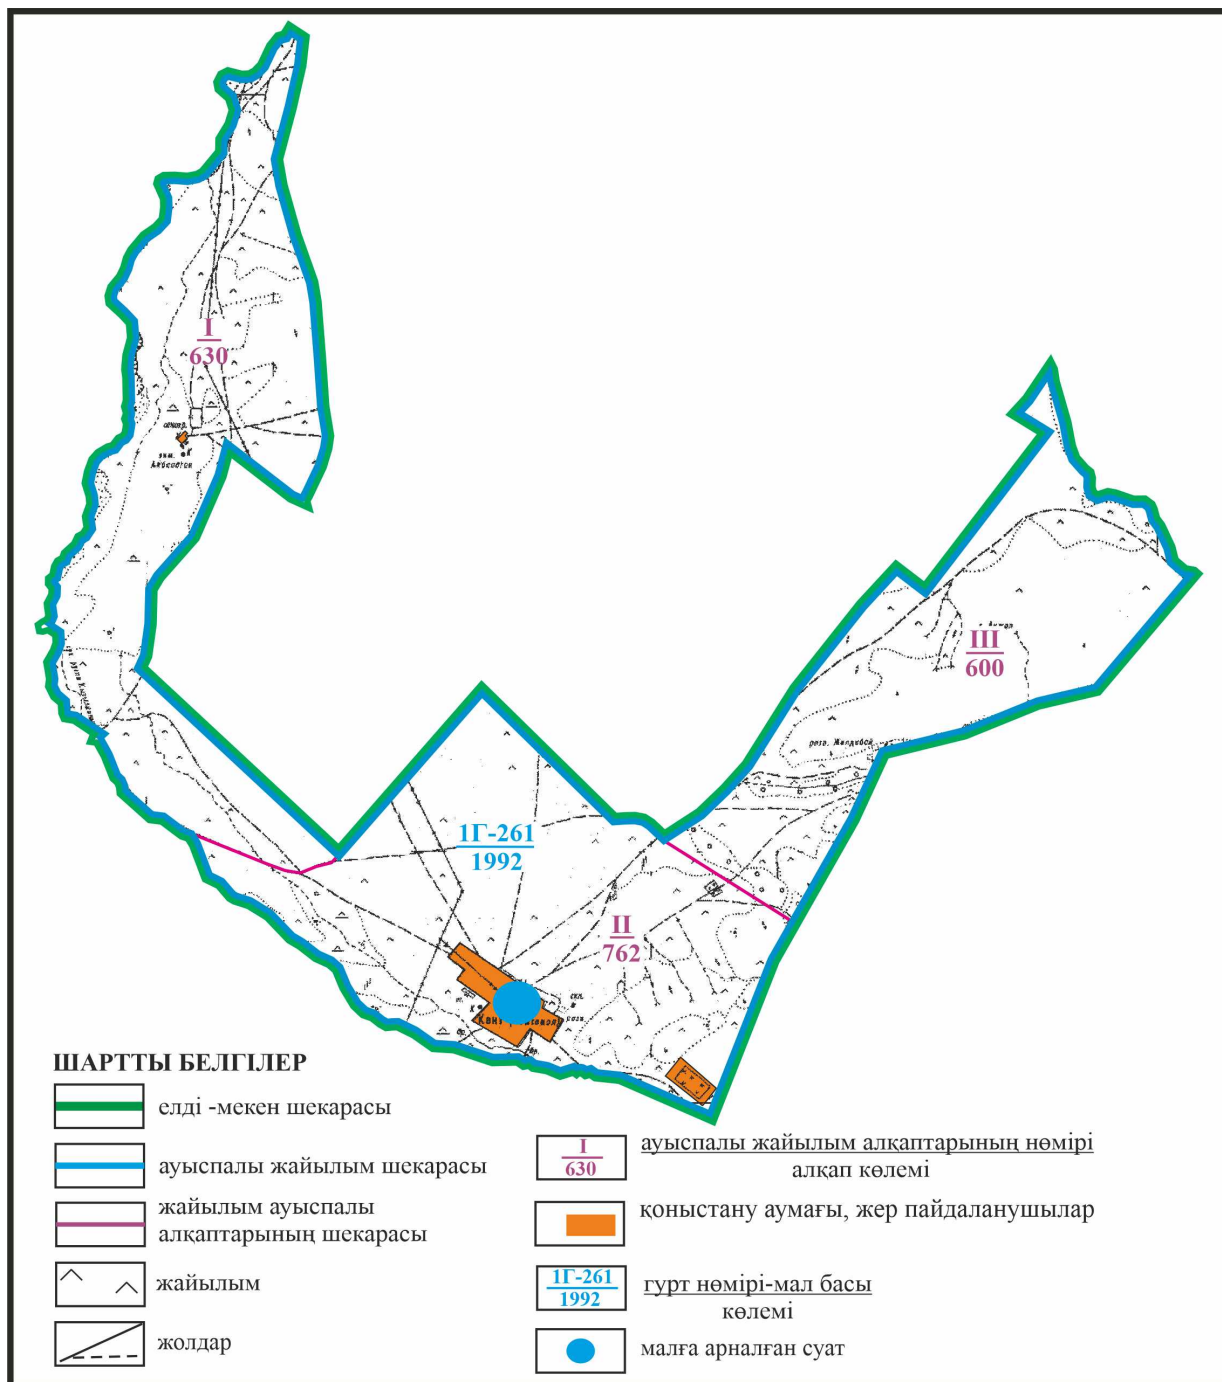 I
630
III
600
1Г-261
1992
II
762
ШАРТТЫ БЕЛГІЛЕР
елді -мекен шекарасы
ауыспалы жайылым шекарасы
жайылым ауыспалы
алқаптарының шекарасы
жайылым
жолдар
I
630
ауыспалы жайылым алқаптарының нөмірі
алқап көлемі
қоныстану аумағы, жер пайдаланушылар
1Г-261
1992
гурт нөмірі-мал басы
көлемі
малға арналған суат